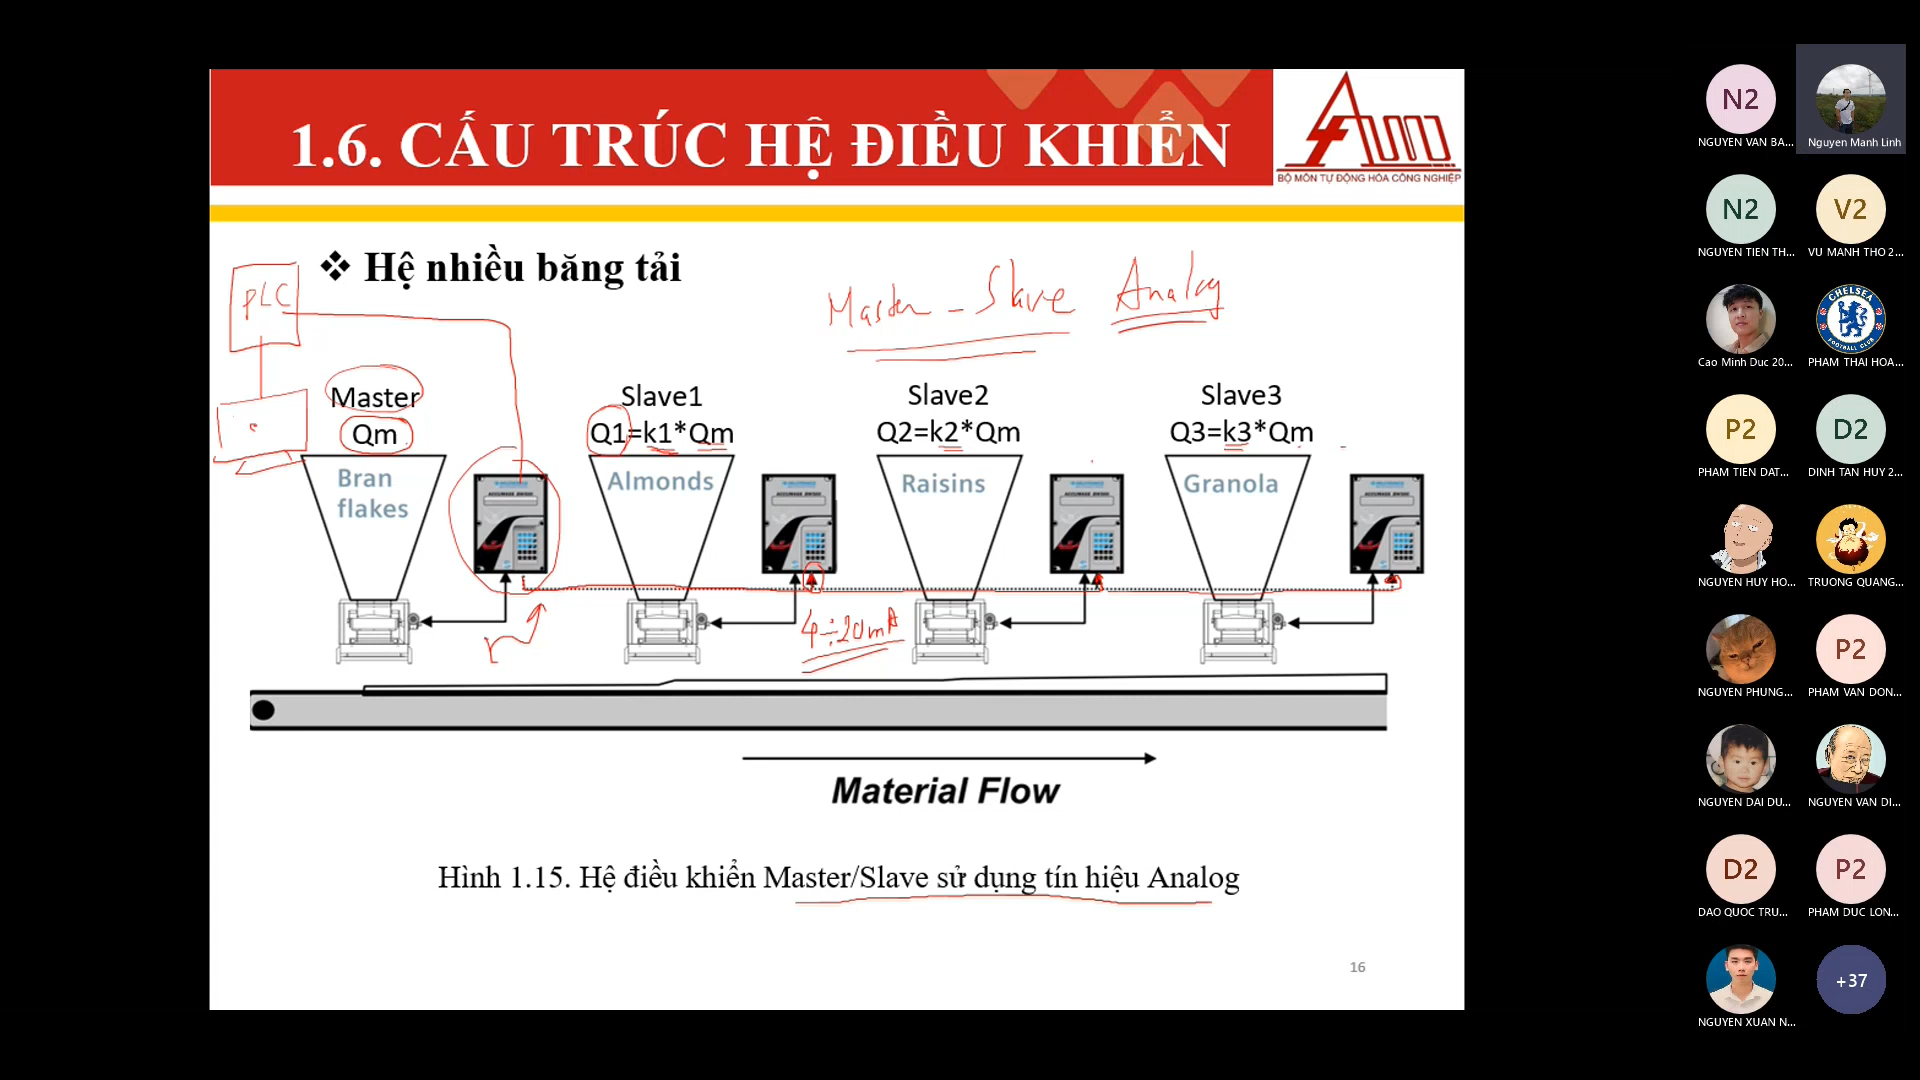 1.6. CẤU TRÚC HỆ ĐIỀU KHIỂN
BỘ MÔN TỰ ĐỘNG HÓA CÔNG NGHIỆP
❖ Hệ nhiều băng tải
PLC
Master - Slave Analog
Master
Qm
Slave1
Q1=k1*Qm
Slave2
Q2=k2*Qm
Slave3
Q3=k3*Qm
Bran
flakes
Almonds
Raisins
Granola
4÷20mA
Material Flow
Hình 1.15. Hệ điều khiển Master/Slave sử dụng tín hiệu Analog
16
N2
NGUYEN VAN BA...
Nguyen Manh Linh
N2
NGUYEN TIEN TH...
V2
VU MANH THO 2...
Cao Minh Duc 20...
CHELSEA
FOOTBALL CLUB
PHAM THAI HOA...
P2
PHAM TIEN DAT...
D2
DINH TAN HUY 2...
NGUYEN HUY HO...
TRUONG QUANG...
NGUYEN PHUNG...
P2
PHAM VAN DON...
NGUYEN DAI DU...
NGUYEN VAN DI...
D2
DAO QUOC TRU...
P2
PHAM DUC LON...
NGUYEN XUAN N...
+37